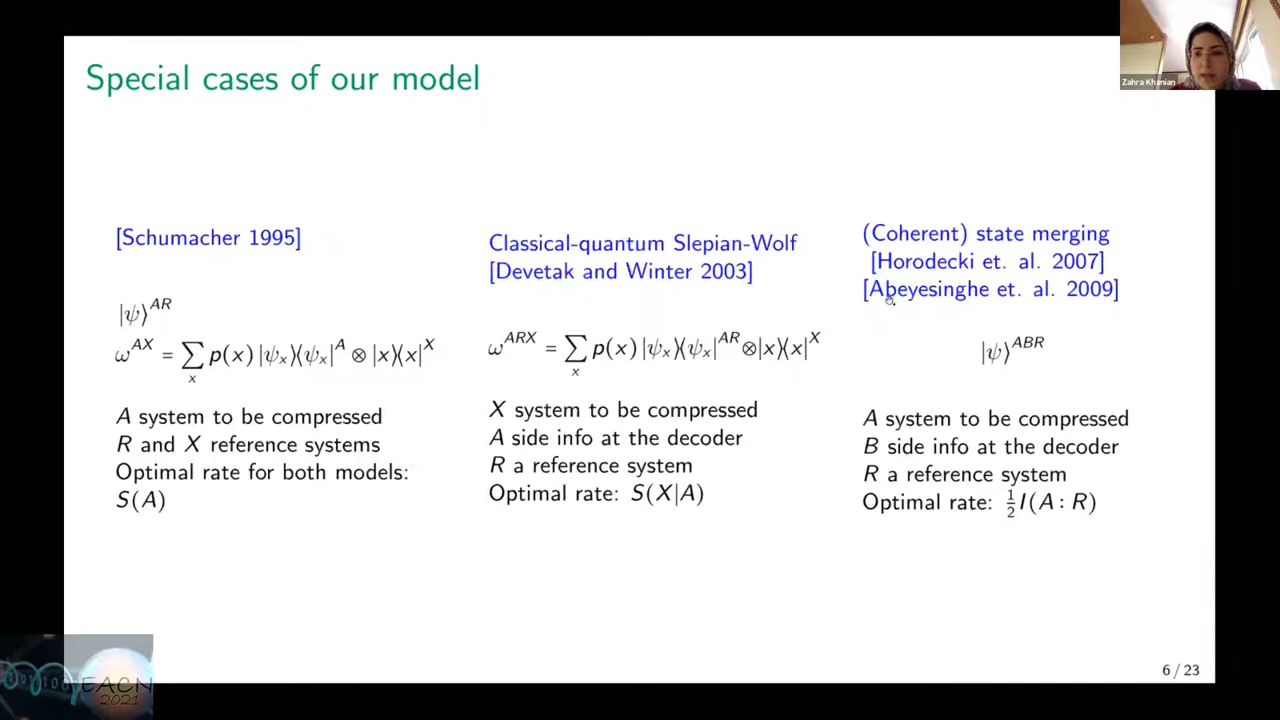 Special cases of our model
Zahra Khanian
[Schumacher 1995]
|ψ⟩^{AR}
ω^{AX} = ∑_x p(x) |ψ_x⟩⟨ψ_x|^A ⊗ |x⟩⟨x|^X
A system to be compressed
R and X reference systems
Optimal rate for both models:
S(A)
Classical-quantum Slepian-Wolf
[Devetak and Winter 2003]
ω^{ARX} = ∑_x p(x) |ψ_x⟩⟨ψ_x|^{AR} ⊗|x⟩⟨x|^X
X system to be compressed
A side info at the decoder
R a reference system
Optimal rate: S(X|A)
(Coherent) state merging
[Horodecki et. al. 2007]
[Abeyesinghe et. al. 2009]
|ψ⟩^{ABR}
A system to be compressed
B side info at the decoder
R a reference system
Optimal rate: ½I(A : R)
6 / 23
EACN
2021